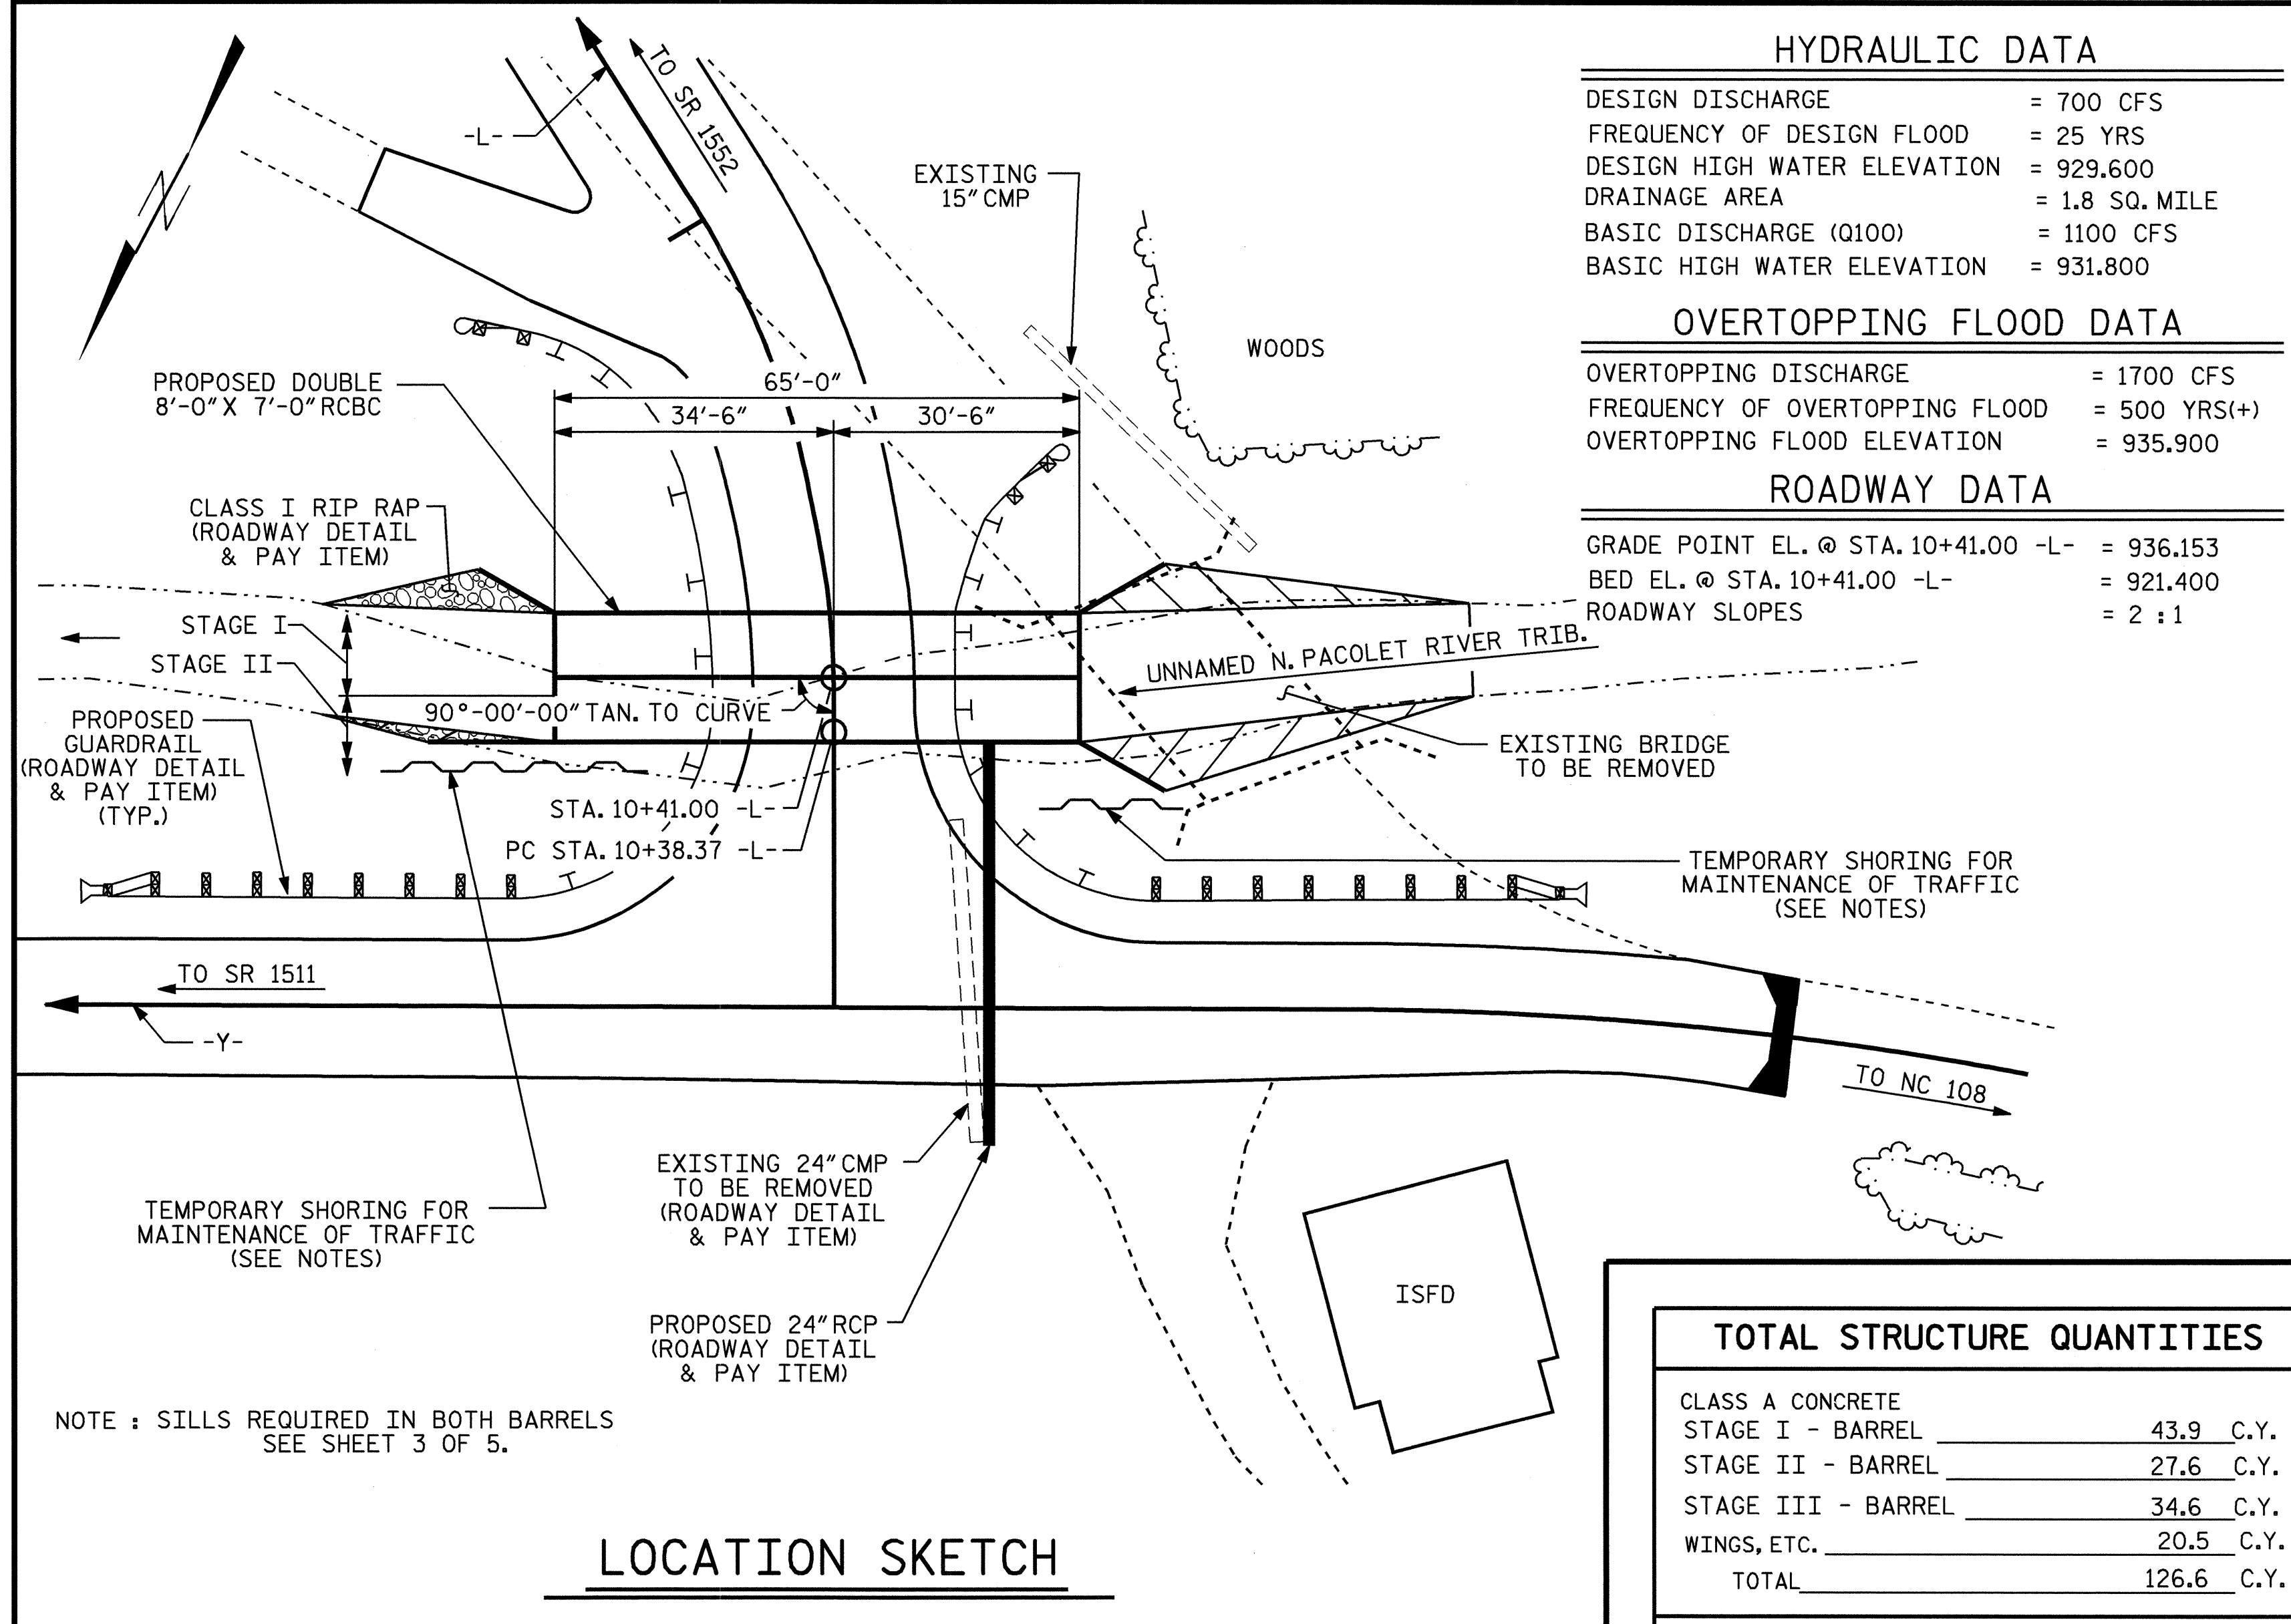 HYDRAULIC DATA
DESIGN DISCHARGE = 700 CFS
FREQUENCY OF DESIGN FLOOD = 25 YRS
DESIGN HIGH WATER ELEVATION = 929.600
DRAINAGE AREA = 1.8 SQ. MILE
BASIC DISCHARGE (Q100) = 1100 CFS
BASIC HIGH WATER ELEVATION = 931.800
OVERTOPPING FLOOD DATA
OVERTOPPING DISCHARGE = 1700 CFS
FREQUENCY OF OVERTOPPING FLOOD = 500 YRS(+)
OVERTOPPING FLOOD ELEVATION = 935.900
ROADWAY DATA
GRADE POINT EL. @ STA. 10+41.00 -L- = 936.153
BED EL. @ STA. 10+41.00 -L- = 921.400
ROADWAY SLOPES = 2 : 1
TO SR 1552
-L-
N
EXISTING
15" CMP
WOODS
PROPOSED DOUBLE
8'-0" X 7'-0" RCBC
65'-0"
34'-6"
30'-6"
CLASS I RIP RAP
(ROADWAY DETAIL
& PAY ITEM)
STAGE I
STAGE II
UNNAMED N. PACOLET RIVER TRIB.
90°-00'-00" TAN. TO CURVE
PROPOSED
GUARDRAIL
(ROADWAY DETAIL
& PAY ITEM)
(TYP.)
EXISTING BRIDGE
TO BE REMOVED
STA. 10+41.00 -L-
PC STA. 10+38.37 -L-
TEMPORARY SHORING FOR
MAINTENANCE OF TRAFFIC
(SEE NOTES)
TO SR 1511
-Y-
TO NC 108
TEMPORARY SHORING FOR
MAINTENANCE OF TRAFFIC
(SEE NOTES)
EXISTING 24" CMP
TO BE REMOVED
(ROADWAY DETAIL
& PAY ITEM)
PROPOSED 24" RCP
(ROADWAY DETAIL
& PAY ITEM)
ISFD
NOTE : SILLS REQUIRED IN BOTH BARRELS
SEE SHEET 3 OF 5.
LOCATION SKETCH
TOTAL STRUCTURE QUANTITIES
CLASS A CONCRETE
STAGE I - BARREL 43.9 C.Y.
STAGE II - BARREL 27.6 C.Y.
STAGE III - BARREL 34.6 C.Y.
WINGS, ETC. 20.5 C.Y.
TOTAL 126.6 C.Y.